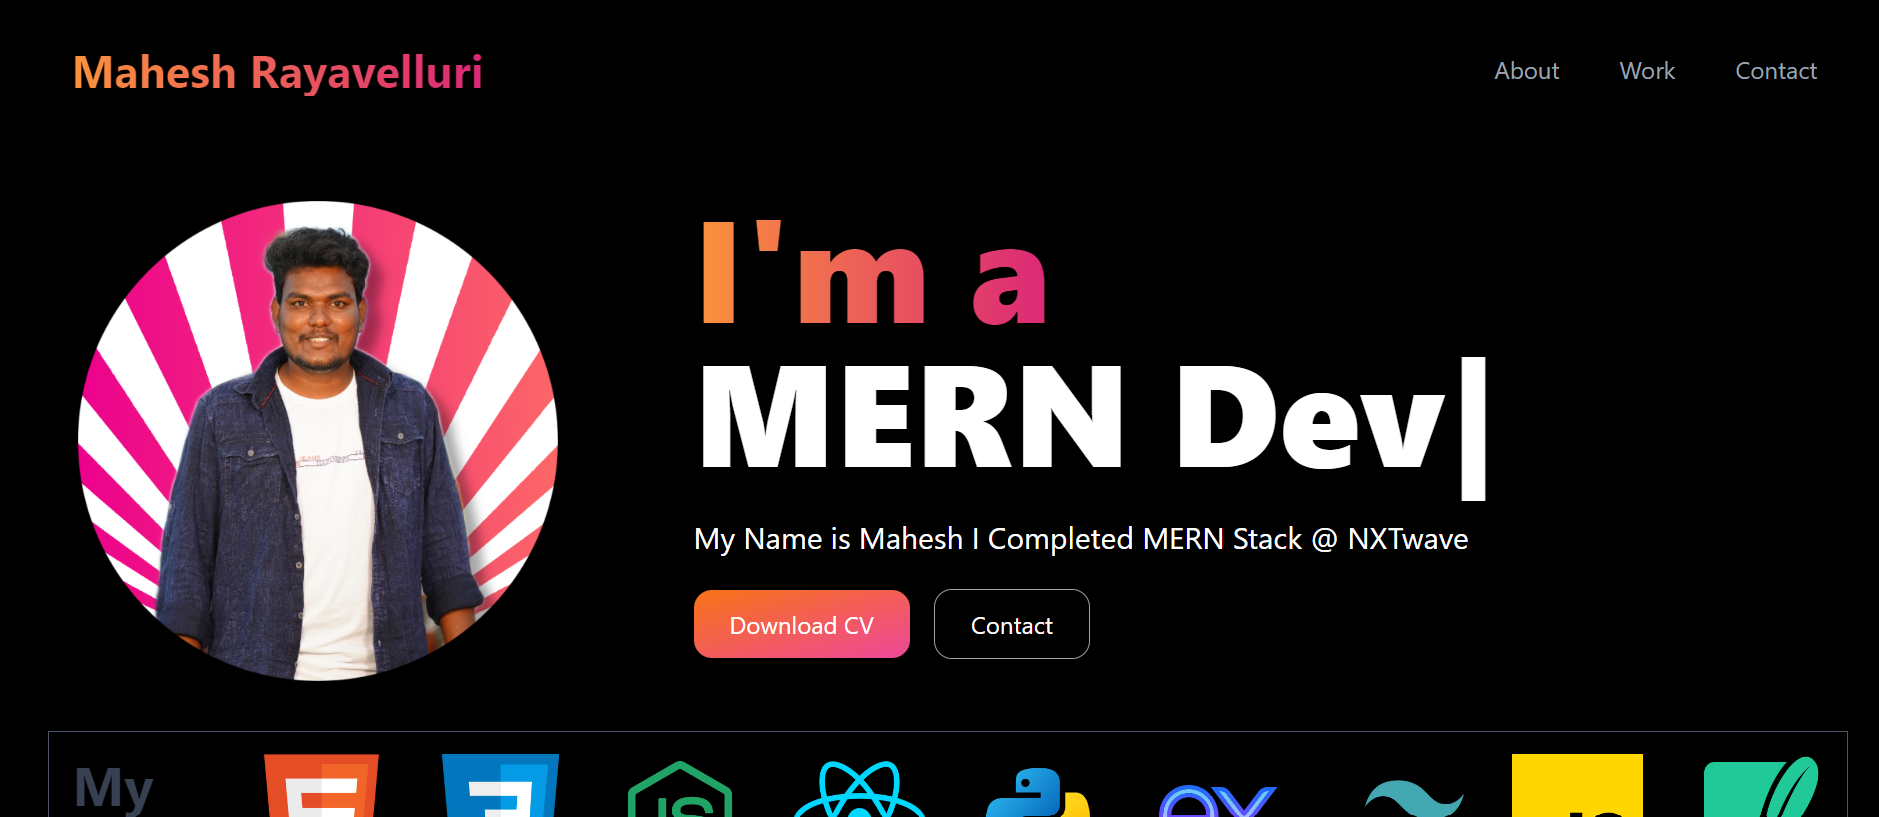 Mahesh Rayavelluri
About Work Contact
I'm a
MERN Dev|
My Name is Mahesh I Completed MERN Stack @ NXTwave
Download CV Contact
My